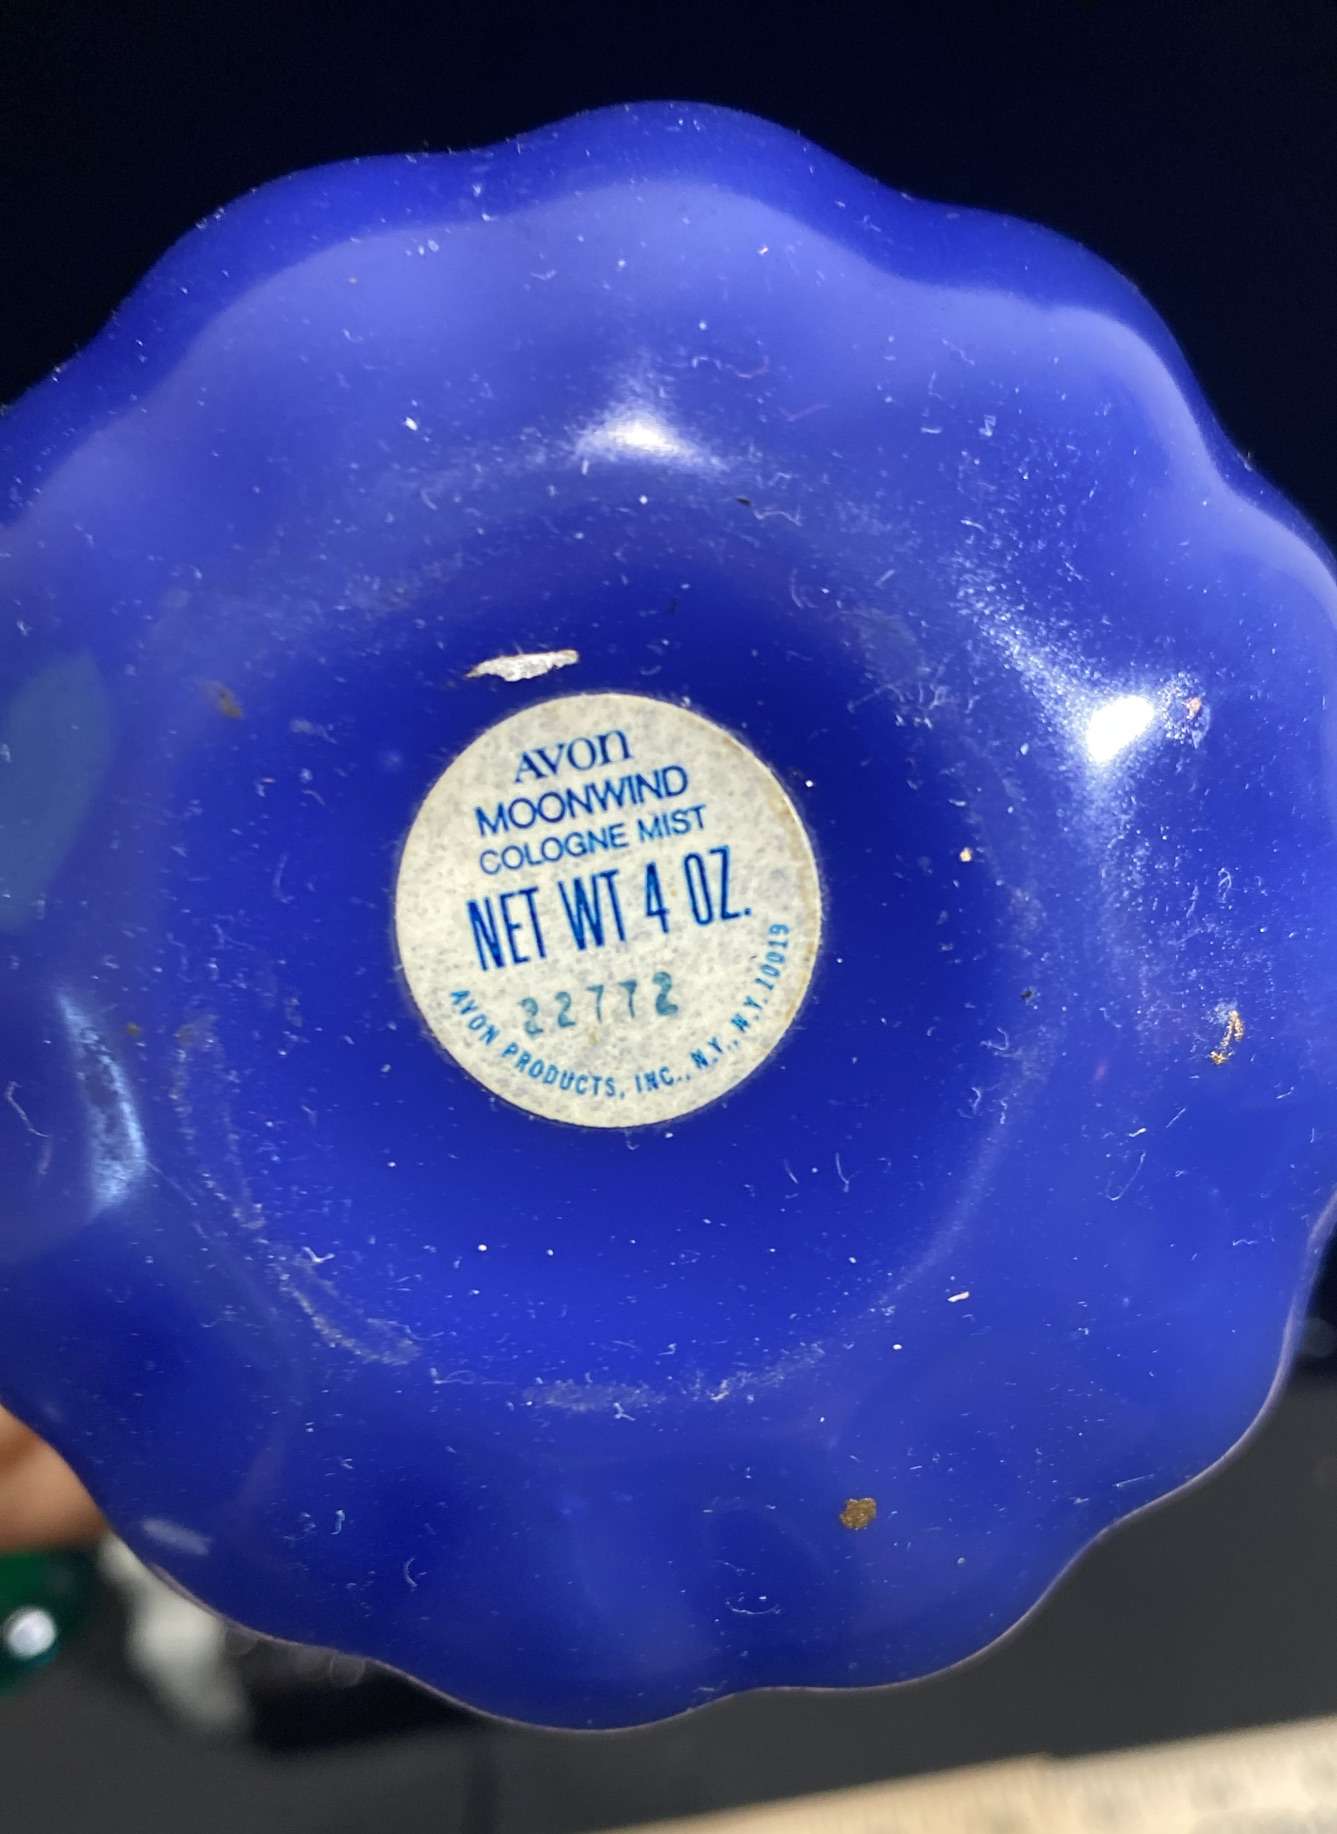 AVON
MOONWIND
COLOGNE MIST
NET WT 4 OZ.
22772
AVON PRODUCTS, INC., N.Y., N.Y. 10019